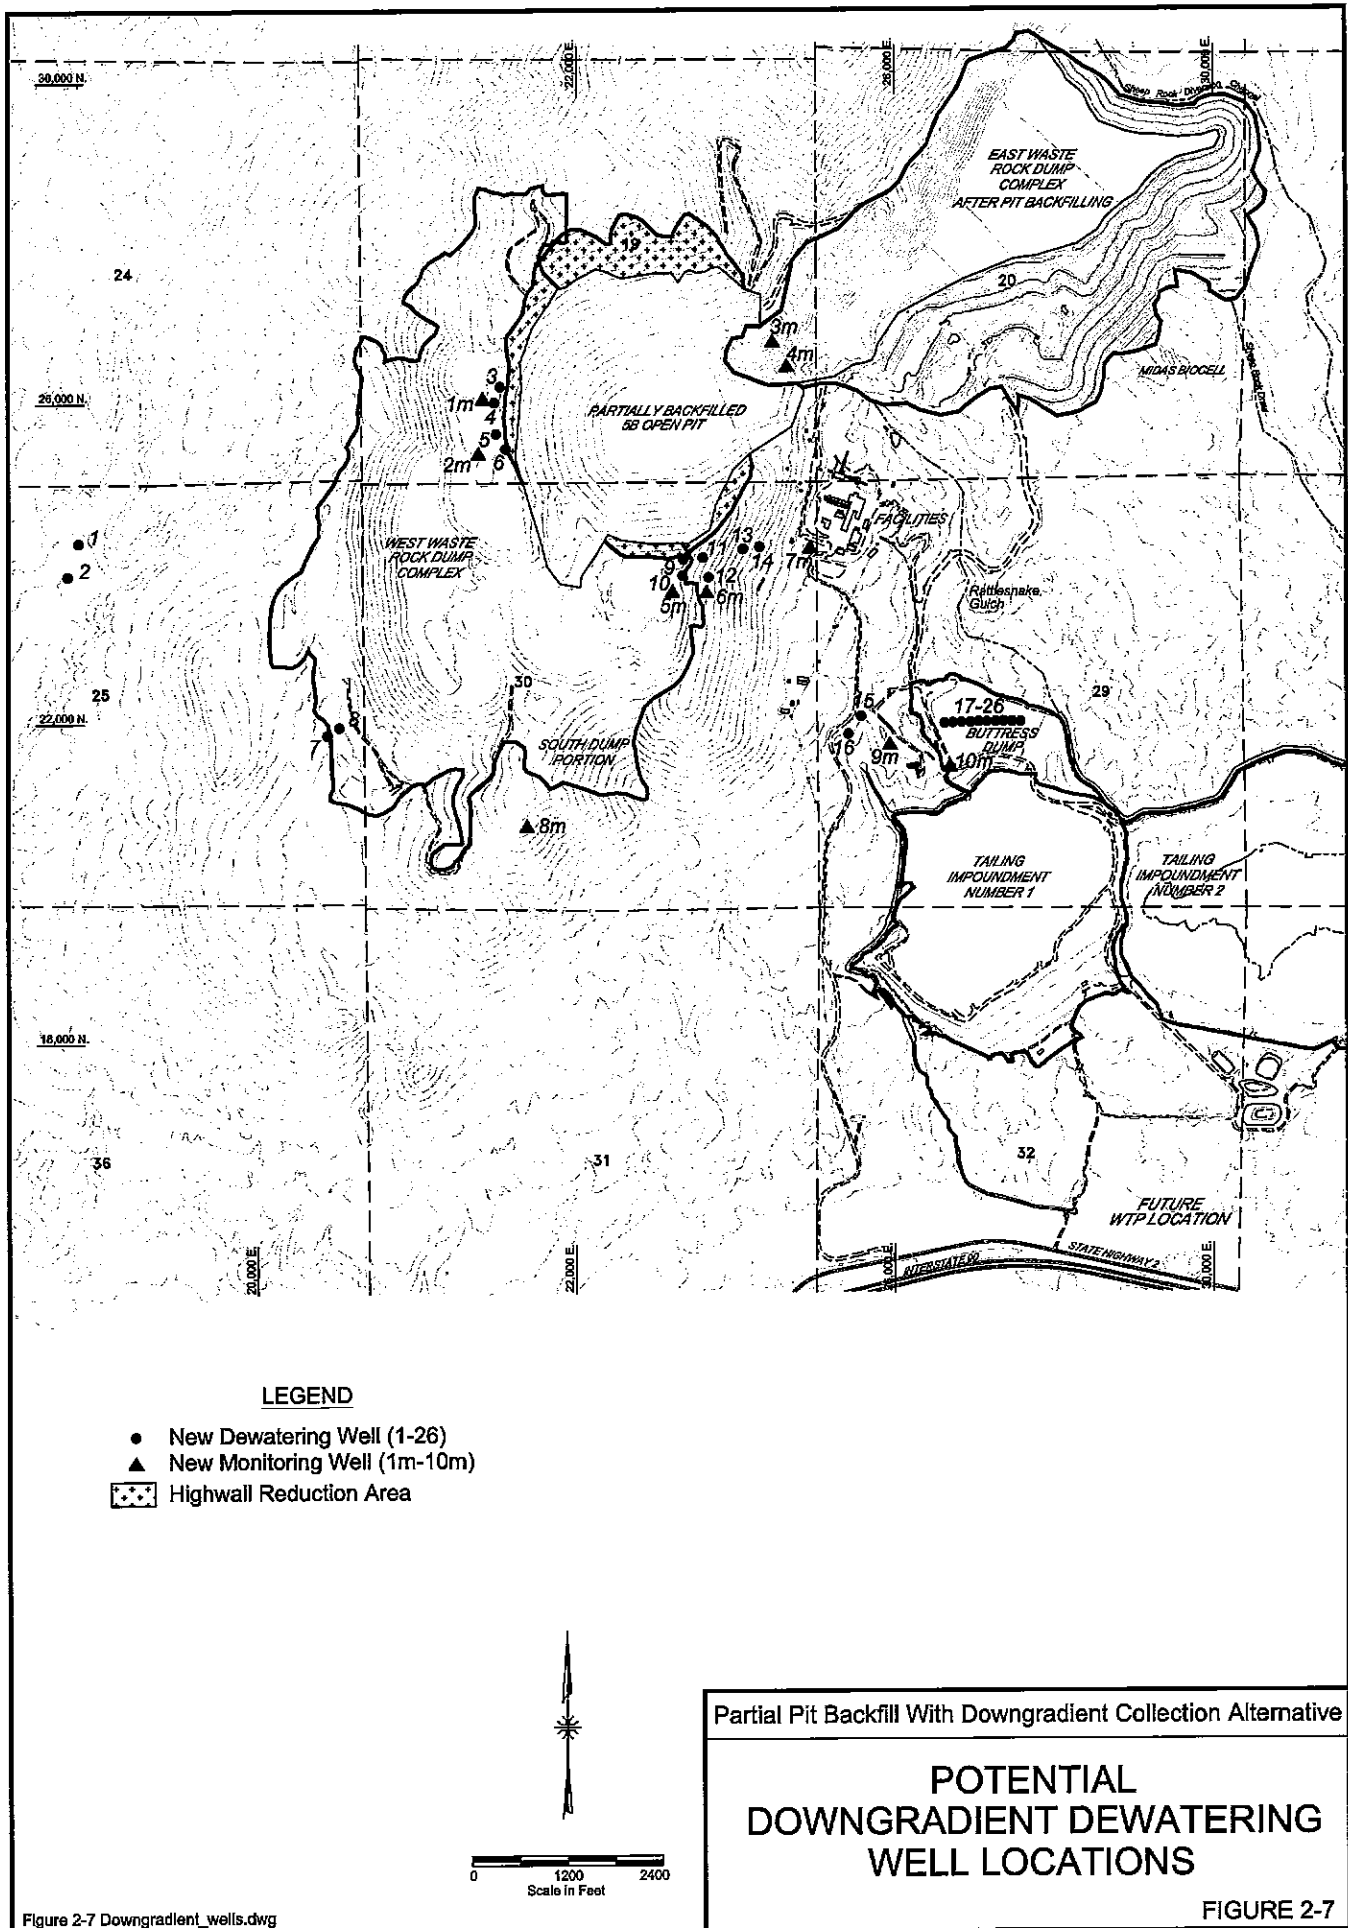 30,000 N.
22,000 E.
26,000 E.
30,000 E.
Sheep Rock Diversion Channel
EAST WASTE
ROCK DUMP
COMPLEX
AFTER PIT BACKFILLING
24
19
20
3m
4m
MIDAS BIOCELL
Sheep Rock Creek
26,000 N.
3
1m
4
5
2m
6
PARTIALLY BACKFILLED
5B OPEN PIT
1
2
WEST WASTE
ROCK DUMP
COMPLEX
FACILITIES
9
10
11
12
13
14
5m
6m
7m
Rattlesnake
Gulch
25
30
29
22,000 N.
7
8
SOUTH DUMP
PORTION
15
16
9m
17-26
BUTTRESS
DUMP
10m
8m
TAILING
IMPOUNDMENT
NUMBER 1
TAILING
IMPOUNDMENT
NUMBER 2
18,000 N.
36
31
32
FUTURE
WTP LOCATION
20,000 E.
22,000 E.
INTERSTATE 90
STATE HIGHWAY 2
30,000 E.
LEGEND
New Dewatering Well (1-26)
New Monitoring Well (1m-10m)
Highwall Reduction Area
0 1200 2400
Scale in Feet
Partial Pit Backfill With Downgradient Collection Alternative
POTENTIAL
DOWNGRADIENT DEWATERING
WELL LOCATIONS
FIGURE 2-7
Figure 2-7 Downgradient_wells.dwg